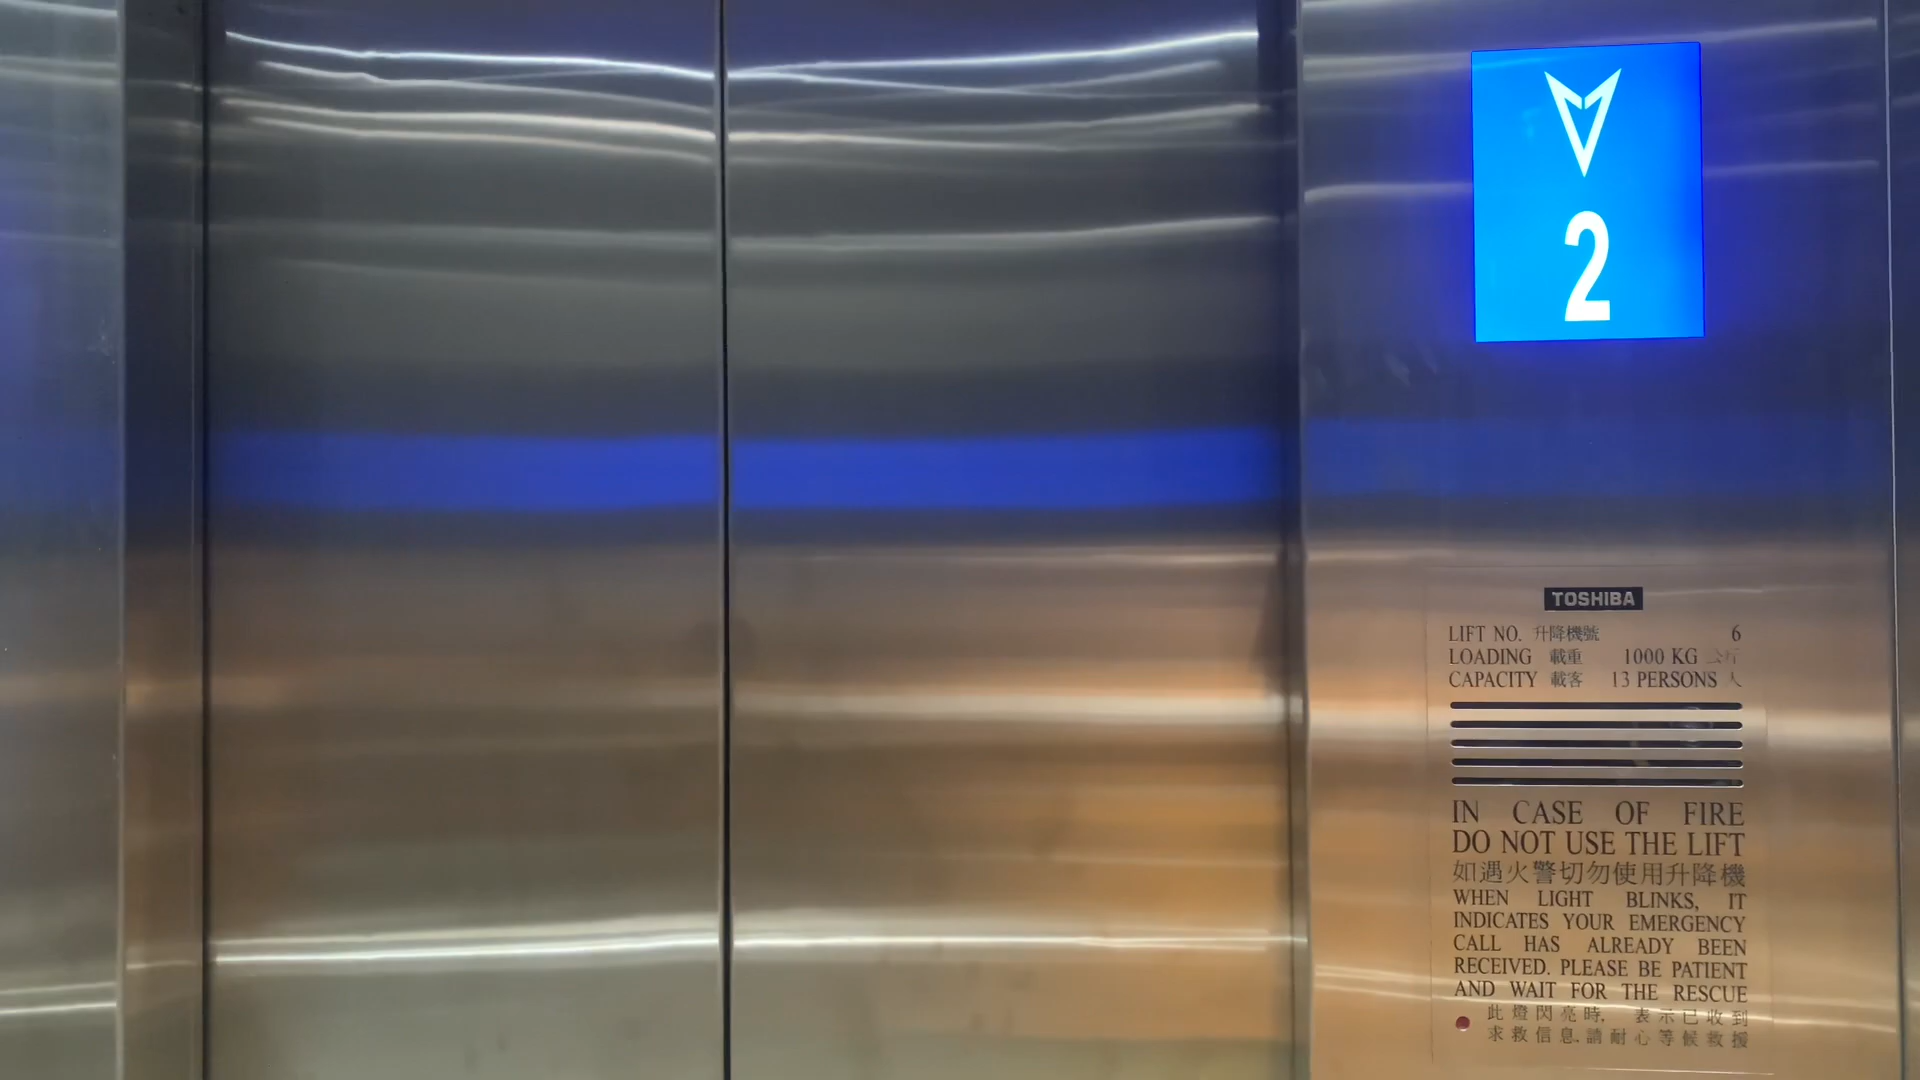 2
TOSHIBA
LIFT NO. 升降機號 6
LOADING 載重 1000 KG 公斤
CAPACITY 載客 13 PERSONS 人
IN CASE OF FIRE
DO NOT USE THE LIFT
如遇火警切勿使用升降機
WHEN LIGHT BLINKS, IT
INDICATES YOUR EMERGENCY
CALL HAS ALREADY BEEN
RECEIVED. PLEASE BE PATIENT
AND WAIT FOR THE RESCUE
此燈閃亮時, 表示已收到
求救信息,請耐心等候救援